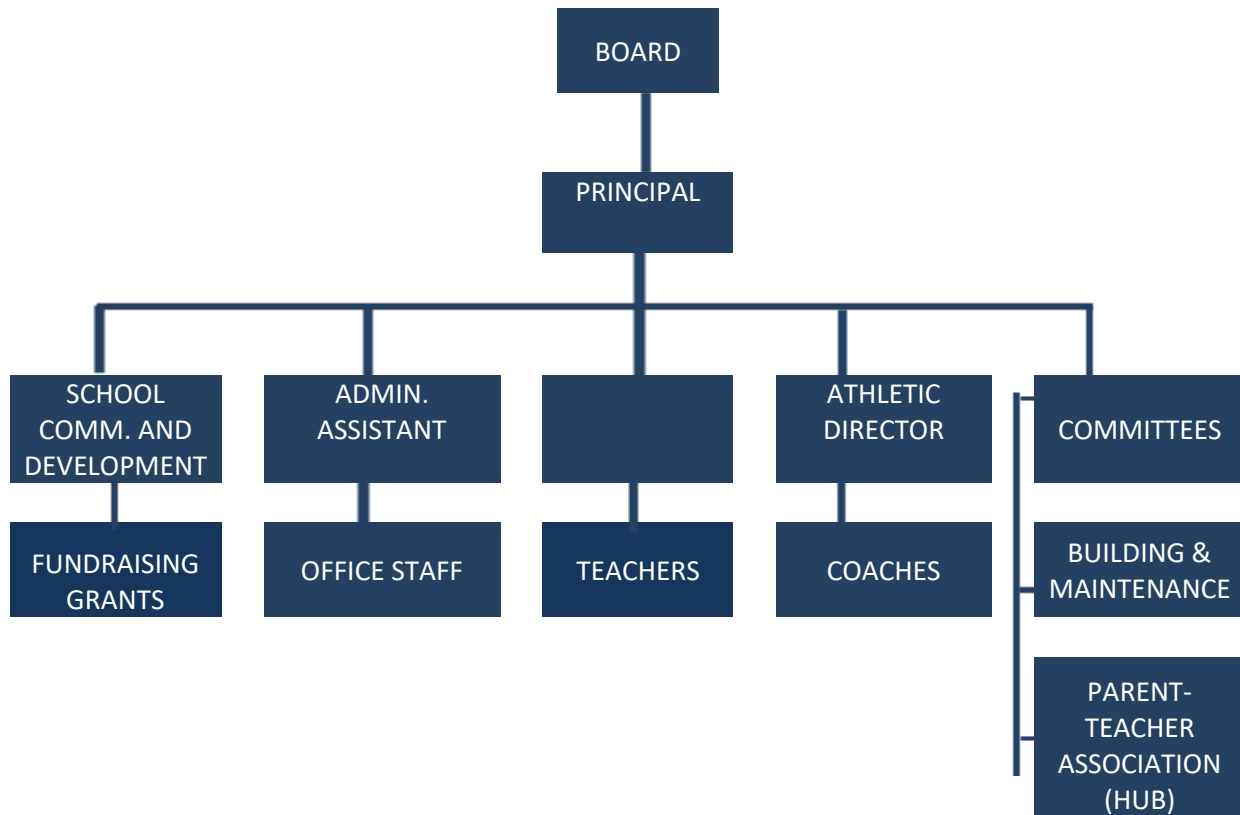 BOARD
PRINCIPAL
SCHOOL
COMM. AND
DEVELOPMENT
ADMIN.
ASSISTANT
ATHLETIC
DIRECTOR
COMMITTEES
FUNDRAISING
GRANTS
OFFICE STAFF
TEACHERS
COACHES
BUILDING &
MAINTENANCE
PARENT-
TEACHER
ASSOCIATION
(HUB)